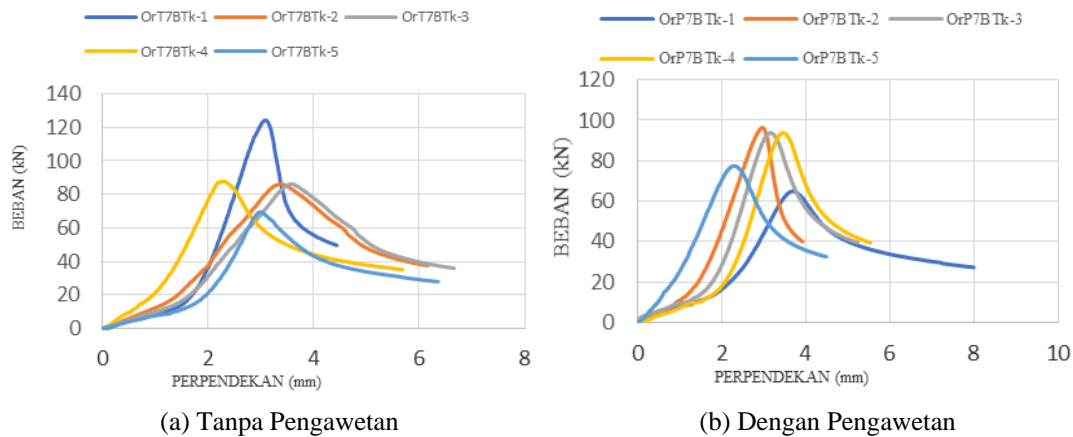 OrT7BTk-1 OrT7BTk-2 OrT7BTk-3
OrT7BTk-4 OrT7BTk-5
BEBAN (kN)
140
120
100
80
60
40
20
0
0 2 4 6 8
PERPENDEKAN (mm)
(a) Tanpa Pengawetan
OrP7BTk-1 OrP7BTk-2 OrP7BTk-3
OrP7BTk-4 OrP7BTk-5
BEBAN (kN)
120
100
80
60
40
20
0
0 2 4 6 8 10
PERPENDEKAN (mm)
(b) Dengan Pengawetan